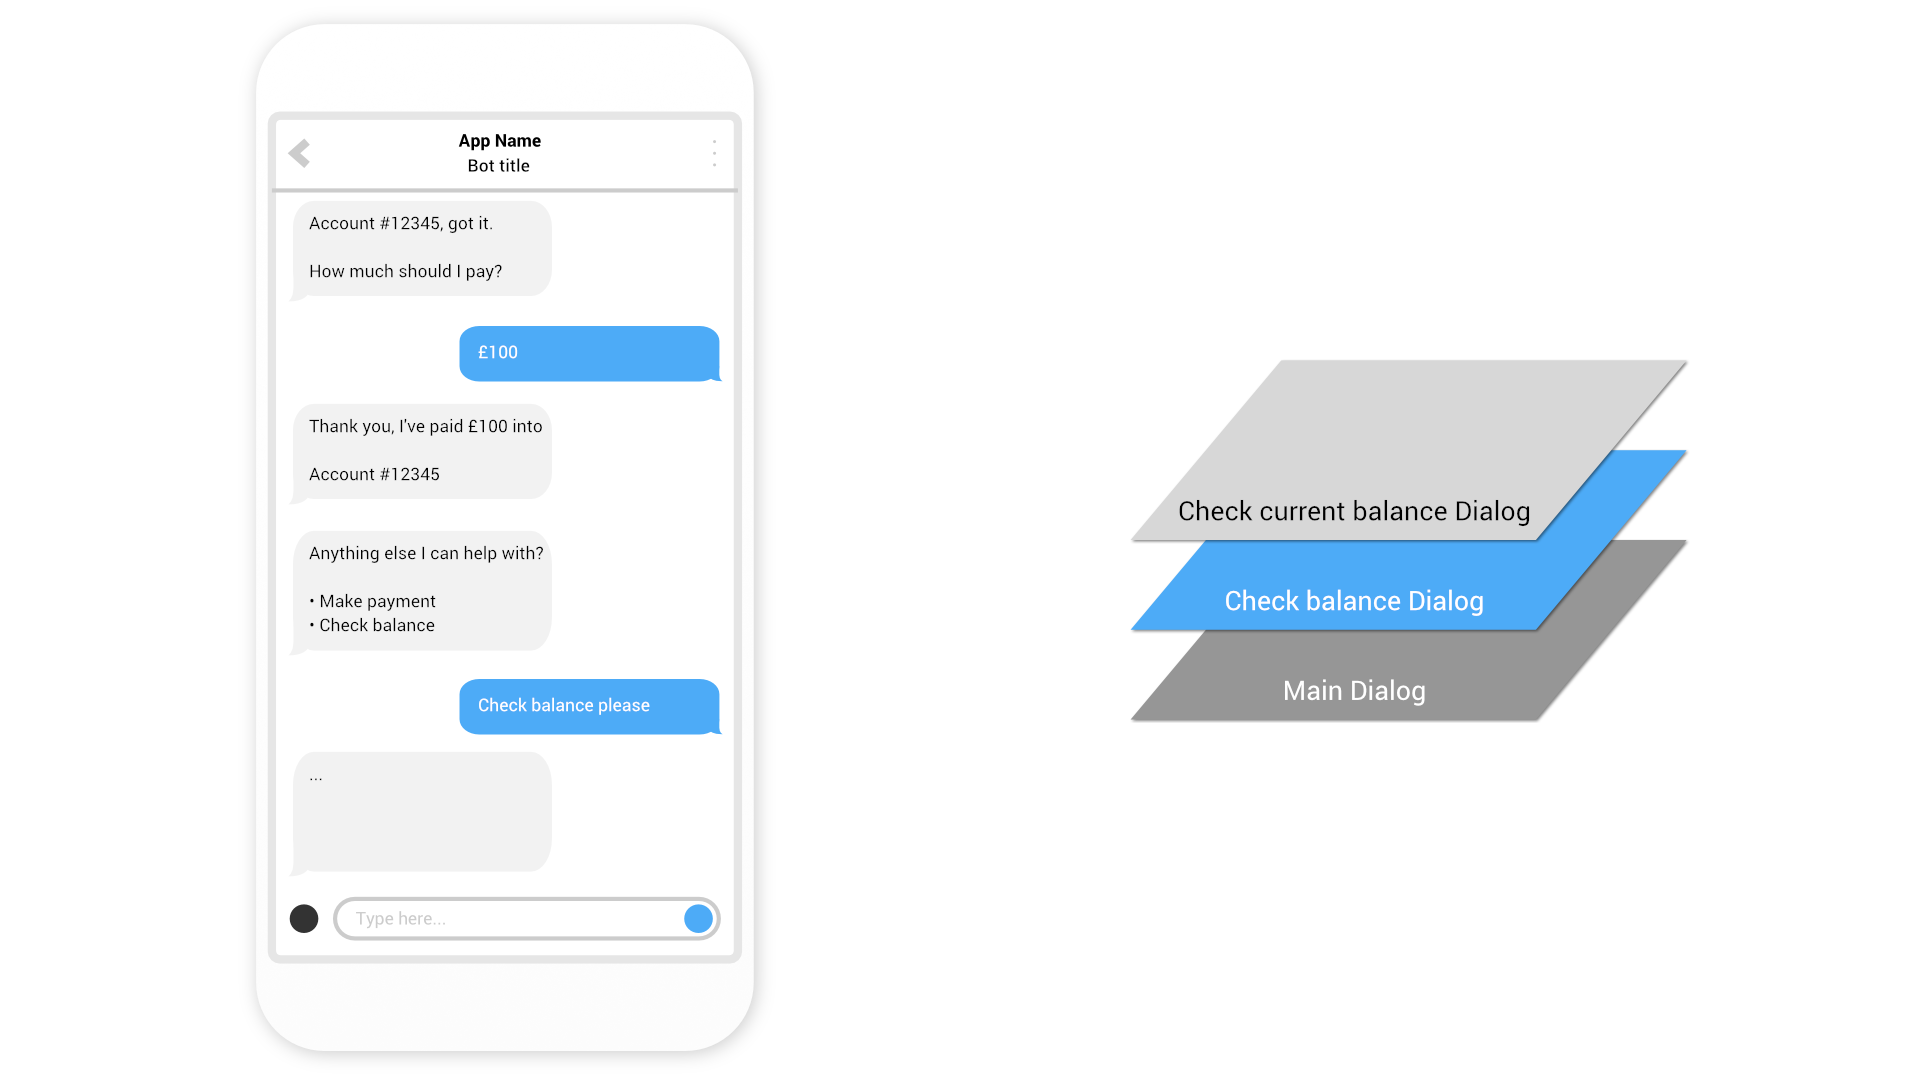 App Name
Bot title
Account #12345, got it.
How much should I pay?
£100
Thank you, I've paid £100 into
Account #12345
Anything else I can help with?
• Make payment
• Check balance
Check balance please
...
Type here...
Check current balance Dialog
Check balance Dialog
Main Dialog